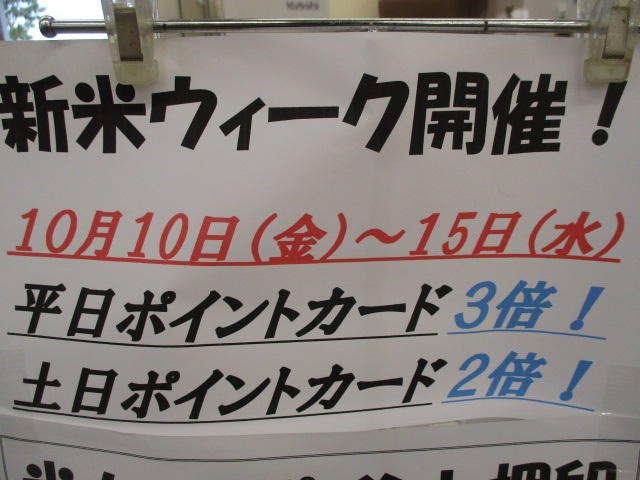 新米ウィーク開催！
10月10日(金)～15日(水)
平日ポイントカード3倍！
土日ポイントカード2倍！